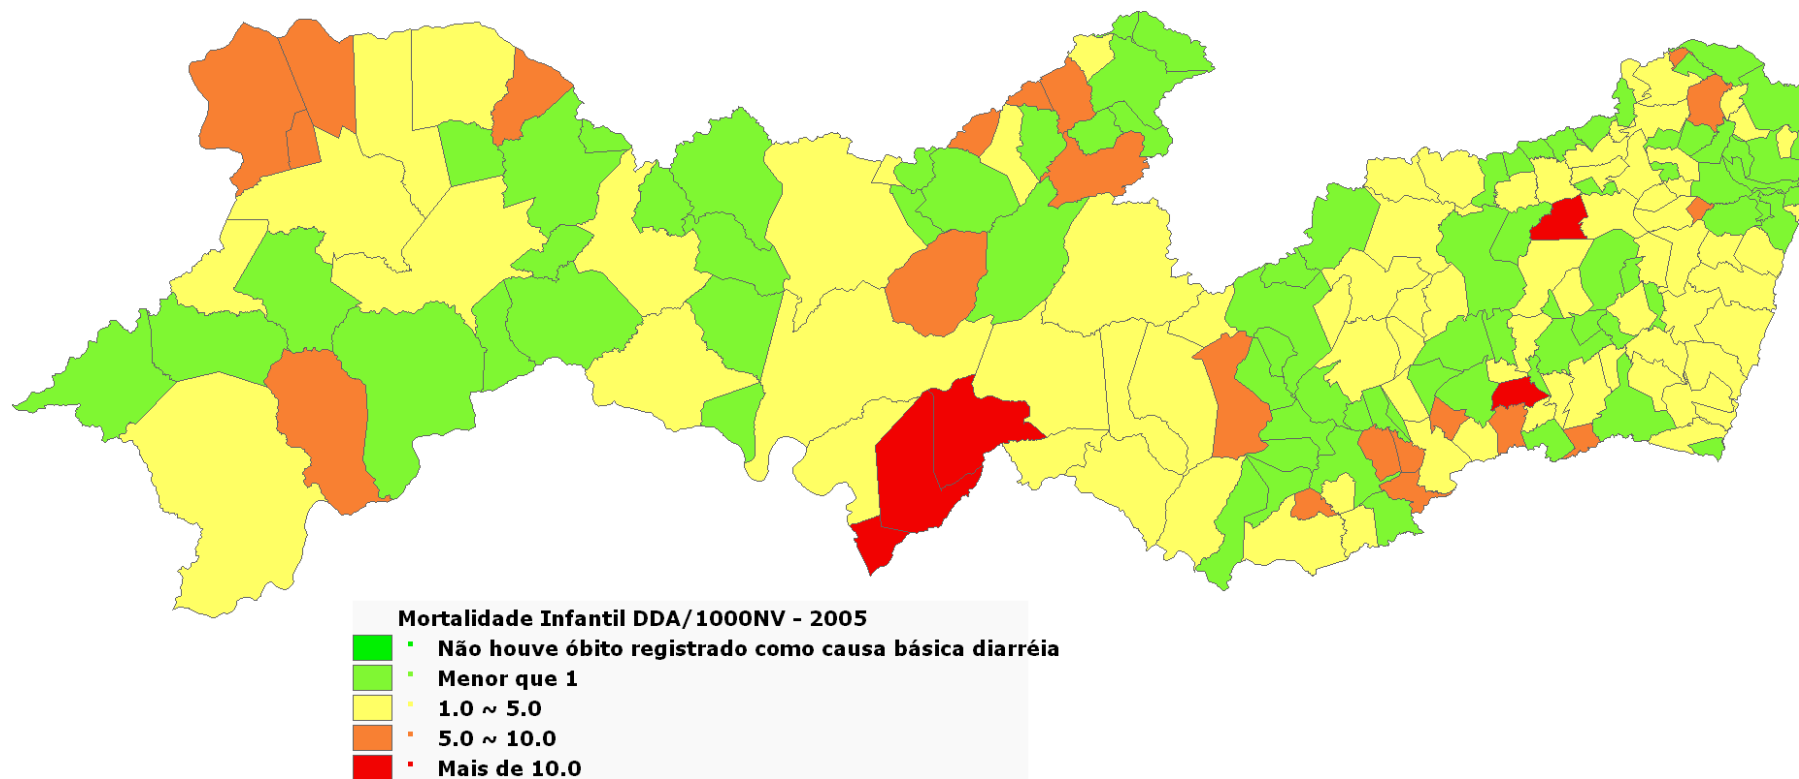 Mortalidade Infantil DDA/1000NV - 2005
Não houve óbito registrado como causa básica diarréia
Menor que 1
1.0 ~ 5.0
5.0 ~ 10.0
Mais de 10.0